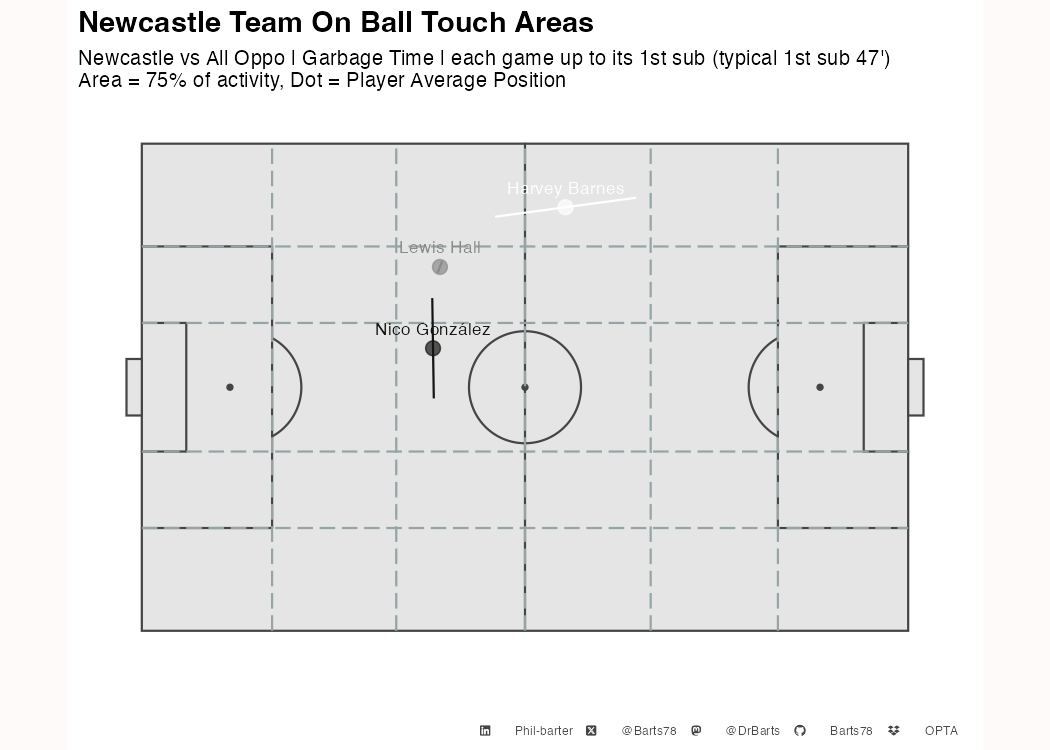 Newcastle Team On Ball Touch Areas
Newcastle vs All Oppo | Garbage Time | each game up to its 1st sub (typical 1st sub 47')
Area = 75% of activity, Dot = Player Average Position
Harvey Barnes
Lewis Hall
Nico González
Phil-barter @Barts78 @DrBarts Barts78 OPTA